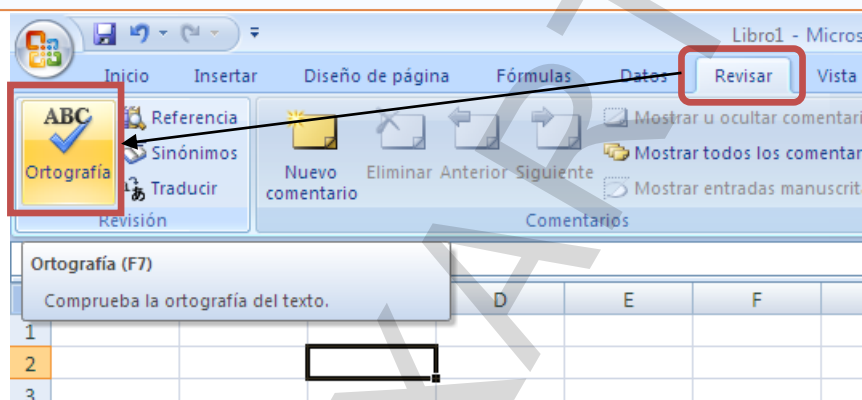 Libro1 - Micros
Inicio Insertar Diseño de página Fórmulas Datos Revisar Vista
ABC
Ortografía
Referencia
Sinónimos
Traducir
Revisión
Nuevo comentario
Eliminar Anterior Siguiente
Mostrar u ocultar comentari
Mostrar todos los comentar
Mostrar entradas manuscrit
Comentarios
Ortografía (F7)
Comprueba la ortografía del texto.
D E F
1
2
3